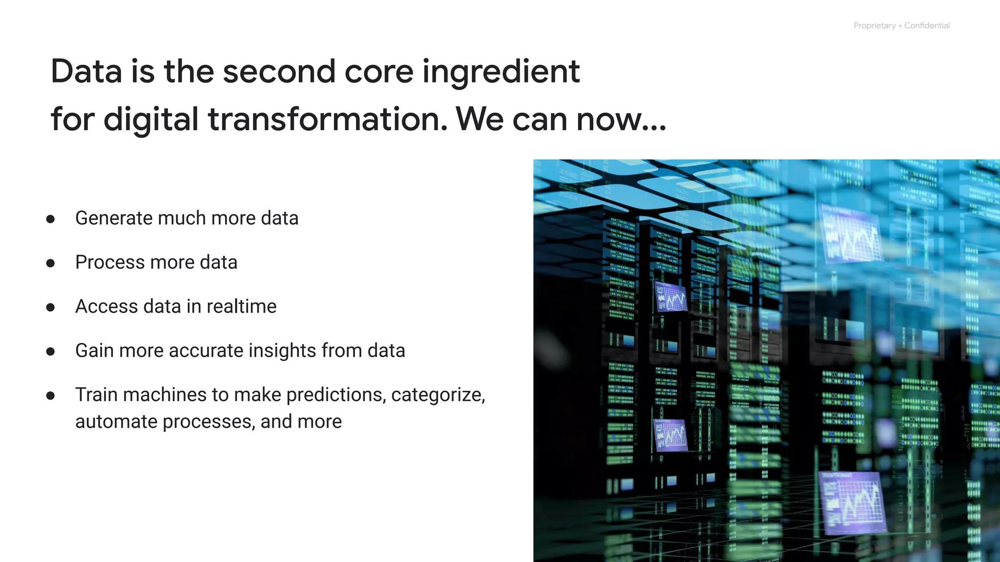 Proprietary + Confidential
Data is the second core ingredient
for digital transformation. We can now...
● Generate much more data
● Process more data
● Access data in realtime
● Gain more accurate insights from data
● Train machines to make predictions, categorize,
automate processes, and more